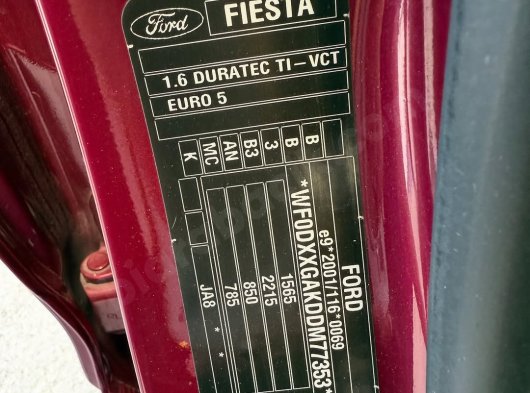 Ford
FIESTA
1.6 DURATEC TI-VCT
EURO 5
K MC AN B3 3 B B
FORD
e9*2001/116*0069
*WF0DXXGAKDDM77353*
1565
2215
850
785
JA8
*
*